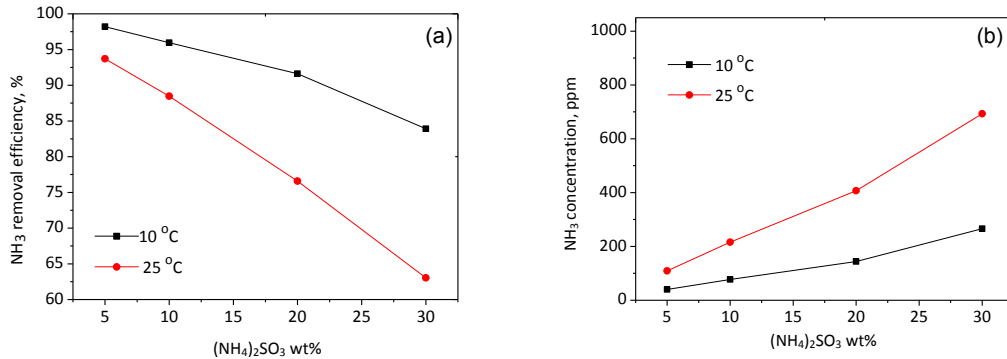 (a)
NH₃ removal efficiency, %
100
95
90
85
80
75
70
65
60
10 °C
25 °C
5 10 15 20 25 30
(NH₄)₂SO₃ wt%
(b)
NH₃ concentration, ppm
1000
800
600
400
200
0
10 °C
25 °C
5 10 15 20 25 30
(NH₄)₂SO₃ wt%